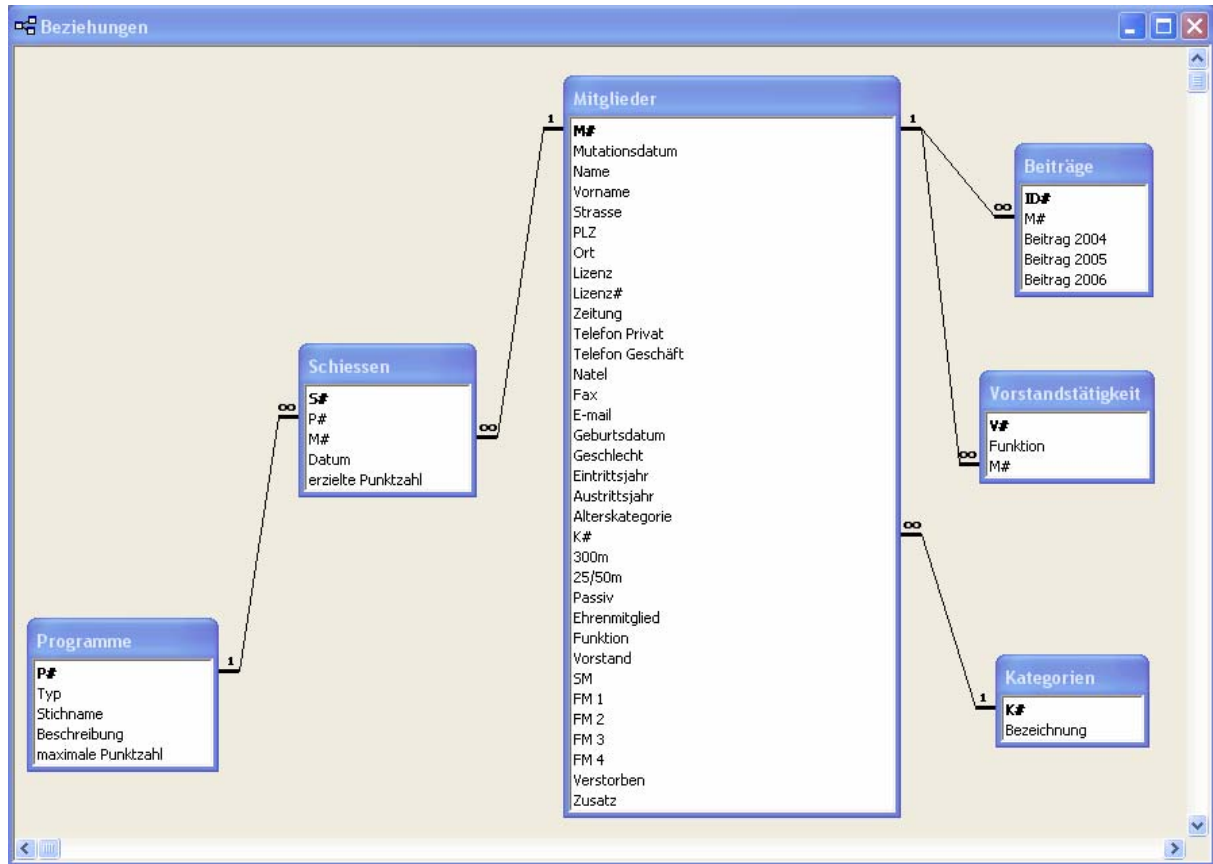 Beziehungen
Mitglieder
1
M#
1
Mutationsdatum
Name
Vorname
Strasse
PLZ
Ort
Lizenz
Lizenz#
Zeitung
Telefon Privat
Telefon Geschäft
Natel
Fax
E-mail
Geburtsdatum
Geschlecht
Eintrittsjahr
Austrittsjahr
Alterskategorie
K#
∞
300m
25/50m
Passiv
Ehrenmitglied
Funktion
Vorstand
SM
FM 1
FM 2
FM 3
FM 4
Verstorben
Zusatz
Beiträge
ID#
∞
M#
Beitrag 2004
Beitrag 2005
Beitrag 2006
Schiessen
S#
∞
P#
M#
∞
Datum
erzielte Punktzahl
Vorstandstätigkeit
V#
Funktion
∞
M#
Programme
P#
1
Typ
Stichname
Beschreibung
maximale Punktzahl
Kategorien
1
K#
Bezeichnung